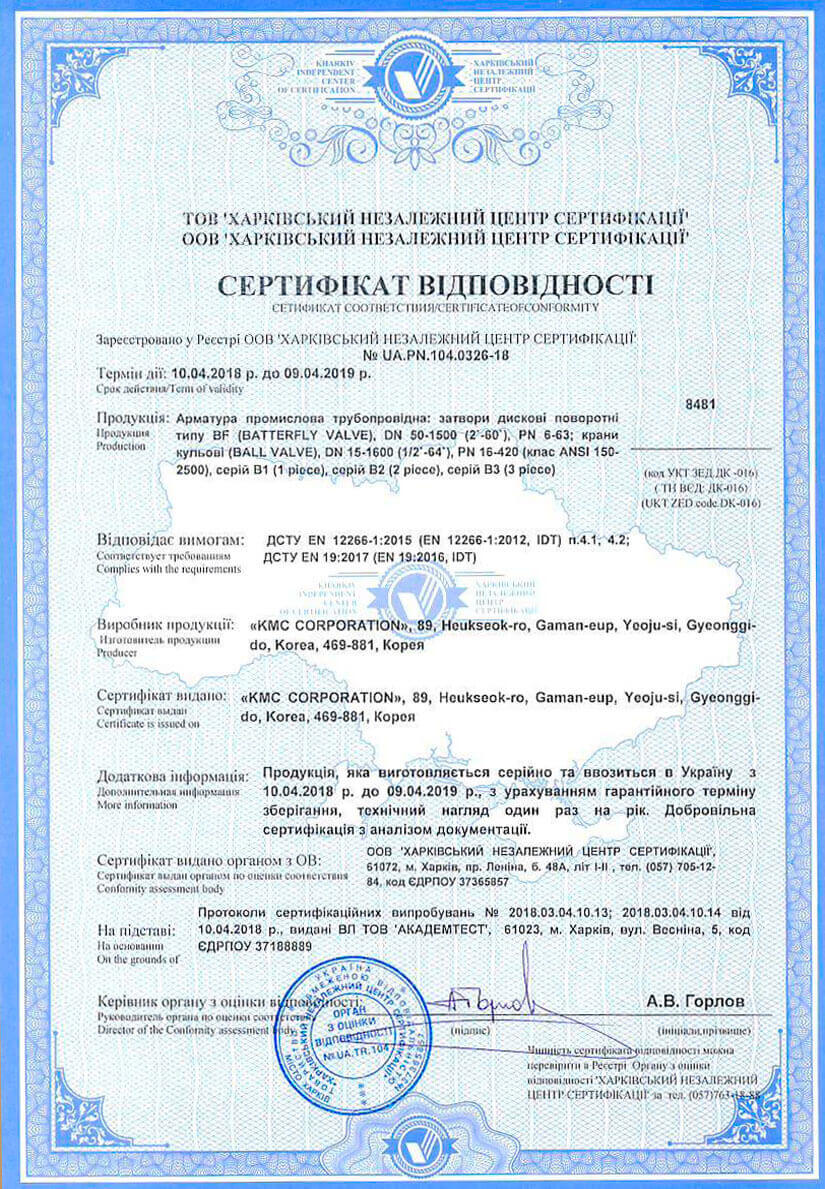 KHARKIV
INDEPENDENT
CENTER
OF CERTIFICATION
ХАРКІВСЬКИЙ
НЕЗАЛЕЖНИЙ
ЦЕНТР
СЕРТИФІКАЦІЇ
ТОВ 'ХАРКІВСЬКИЙ НЕЗАЛЕЖНИЙ ЦЕНТР СЕРТИФІКАЦІЇ'
ООВ 'ХАРКІВСЬКИЙ НЕЗАЛЕЖНИЙ ЦЕНТР СЕРТИФІКАЦІЇ'
СЕРТИФІКАТ ВІДПОВІДНОСТІ
СЕТИФИКАТ СООТВЕТСТВИЯ/CERTIFICATEOFCONFORMITY
Зареєстровано у Реєстрі ООВ 'ХАРКІВСЬКИЙ НЕЗАЛЕЖНИЙ ЦЕНТР СЕРТИФІКАЦІЇ'
№ UA.PN.104.0326-18
Термін дії: 10.04.2018 р. до 09.04.2019 р.
Срок действия/Term of validity
8481
Продукція: Арматура промислова трубопровідна: затвори дискові поворотні
Продукция типу BF (BATTERFLY VALVE), DN 50-1500 (2"-60"), PN 6-63; крани
Production кульові (BALL VALVE), DN 15-1600 (1/2"-64"), PN 16-420 (клас ANSI 150-
2500), серій B1 (1 piece), серій B2 (2 piece), серій B3 (3 piece)
(код УКТ ЗЕД ДК -016)
( ТН ВЕД: ДК-016)
(UKT ZED code.DK-016)
Відповідає вимогам: ДСТУ EN 12266-1:2015 (EN 12266-1:2012, IDT) п.4.1, 4.2;
Соответствует требованиям ДСТУ EN 19:2017 (EN 19:2016, IDT)
Complies with the requirements
KHARKIV
INDEPENDENT
CENTER
OF CERTIFICATION
ХАРКІВСЬКИЙ
НЕЗАЛЕЖНИЙ
ЦЕНТР
СЕРТИФІКАЦІЇ
Виробник продукції: «KMC CORPORATION», 89, Heukseok-ro, Gaman-eup, Yeoju-si, Gyeonggi-
Изготовитель продукции do, Korea, 469-881, Корея
Producer
Сертифікат видано: «KMC CORPORATION», 89, Heukseok-ro, Gaman-eup, Yeoju-si, Gyeonggi-
Сертификат выдан do, Korea, 469-881, Корея
Certificate is issued on
Додаткова інформація: Продукція, яка виготовляється серійно та ввозиться в Україну з
Дополнительная информация 10.04.2018 р. до 09.04.2019 р., з урахуванням гарантійного терміну
More information зберігання, технічний нагляд один раз на рік. Добровільна
сертифікація з аналізом документації.
Сертифікат видано органом з ОВ: ООВ 'ХАРКІВСЬКИЙ НЕЗАЛЕЖНИЙ ЦЕНТР СЕРТИФІКАЦІЇ',
Сертификат выдан органом по оценки соответствия 61072, м. Харків, пр. Леніна, б. 48А, літ І-ІІ , тел. (057) 705-12-
Conformity assessment body 84, код ЄДРПОУ 37365857
На підставі: Протоколи сертифікаційних випробувань № 2018.03.04.10.13; 2018.03.04.10.14 від
На основании 10.04.2018 р., видані ВЛ ТОВ 'АКАДЕМТЕСТ', 61023, м. Харків, вул. Весніна, 5, код
On the grounds of ЄДРПОУ 37188889
Керівник органу з оцінки відповідності:
Руководитель органа по оценки соответствия
Director of the Conformity assessment body
А.В. Горлов
(підпис)
(ініціали,прізвище)
УКРАЇНА
ХАРКІВСЬКИЙ НЕЗАЛЕЖНИЙ ЦЕНТР СЕРТИФІКАЦІЇ
МІСТО ХАРКІВ
№37365857
ОРГАН
З ОЦІНКИ
ВІДПОВІДНОСТІ
№UA.TR.104
Чинність сертифіката відповідності можна
перевірити в Реєстрі Органу з оцінки
відповідності 'ХАРКІВСЬКИЙ НЕЗАЛЕЖНИЙ
ЦЕНТР СЕРТИФІКАЦІЇ' за тел. (057)763-18-88